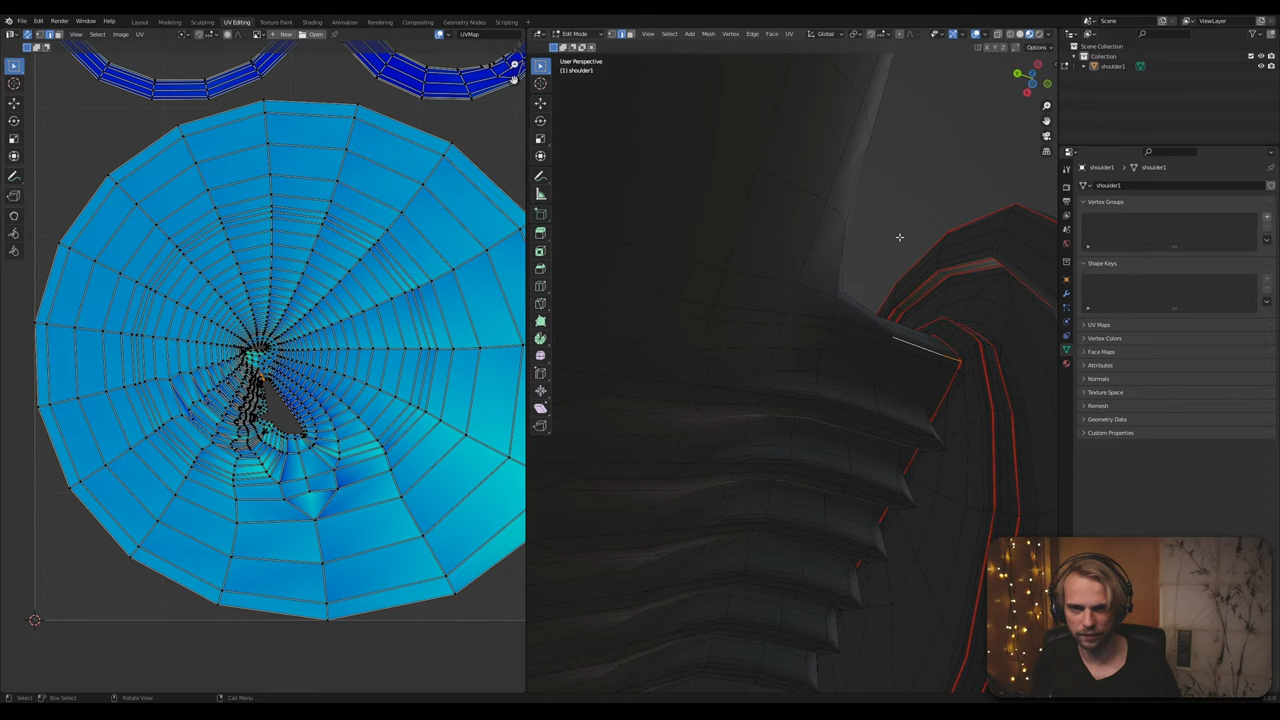 File Edit Render Window Help Layout Modeling Sculpting UV Editing Texture Paint Shading Animation Rendering Compositing Geometry Nodes Scripting Scene ViewLayer
View Select Image UV New Open UVMap Edit Mode View Select Add Mesh Vertex Edge Face UV Global
Options
X Y Z
Scene Collection
Collection
shoulder1
User Perspective
(1) shoulder1
shoulder1 shoulder1
shoulder1
Vertex Groups
Shape Keys
UV Maps
Vertex Colors
Face Maps
Attributes
Normals
Texture Space
Remesh
Geometry Data
Custom Properties
Select Box Select Rotate View Call Menu